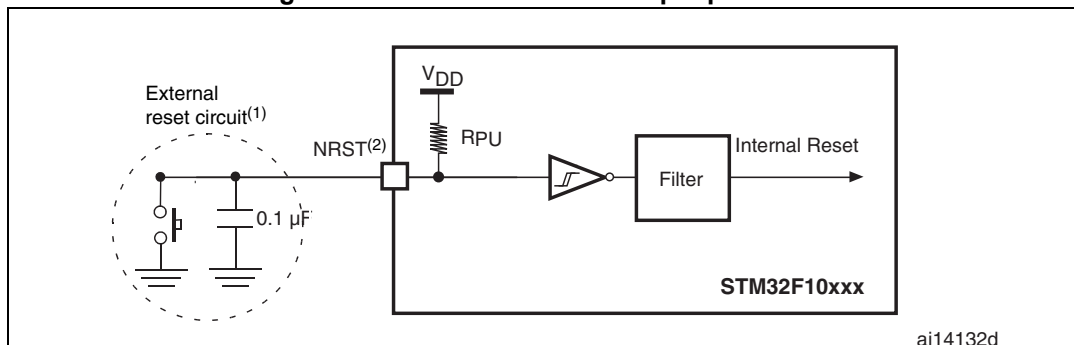 VDD
External
reset circuit(1)
NRST(2)
RPU
Internal Reset
Filter
0.1 µF
STM32F10xxx
ai14132d